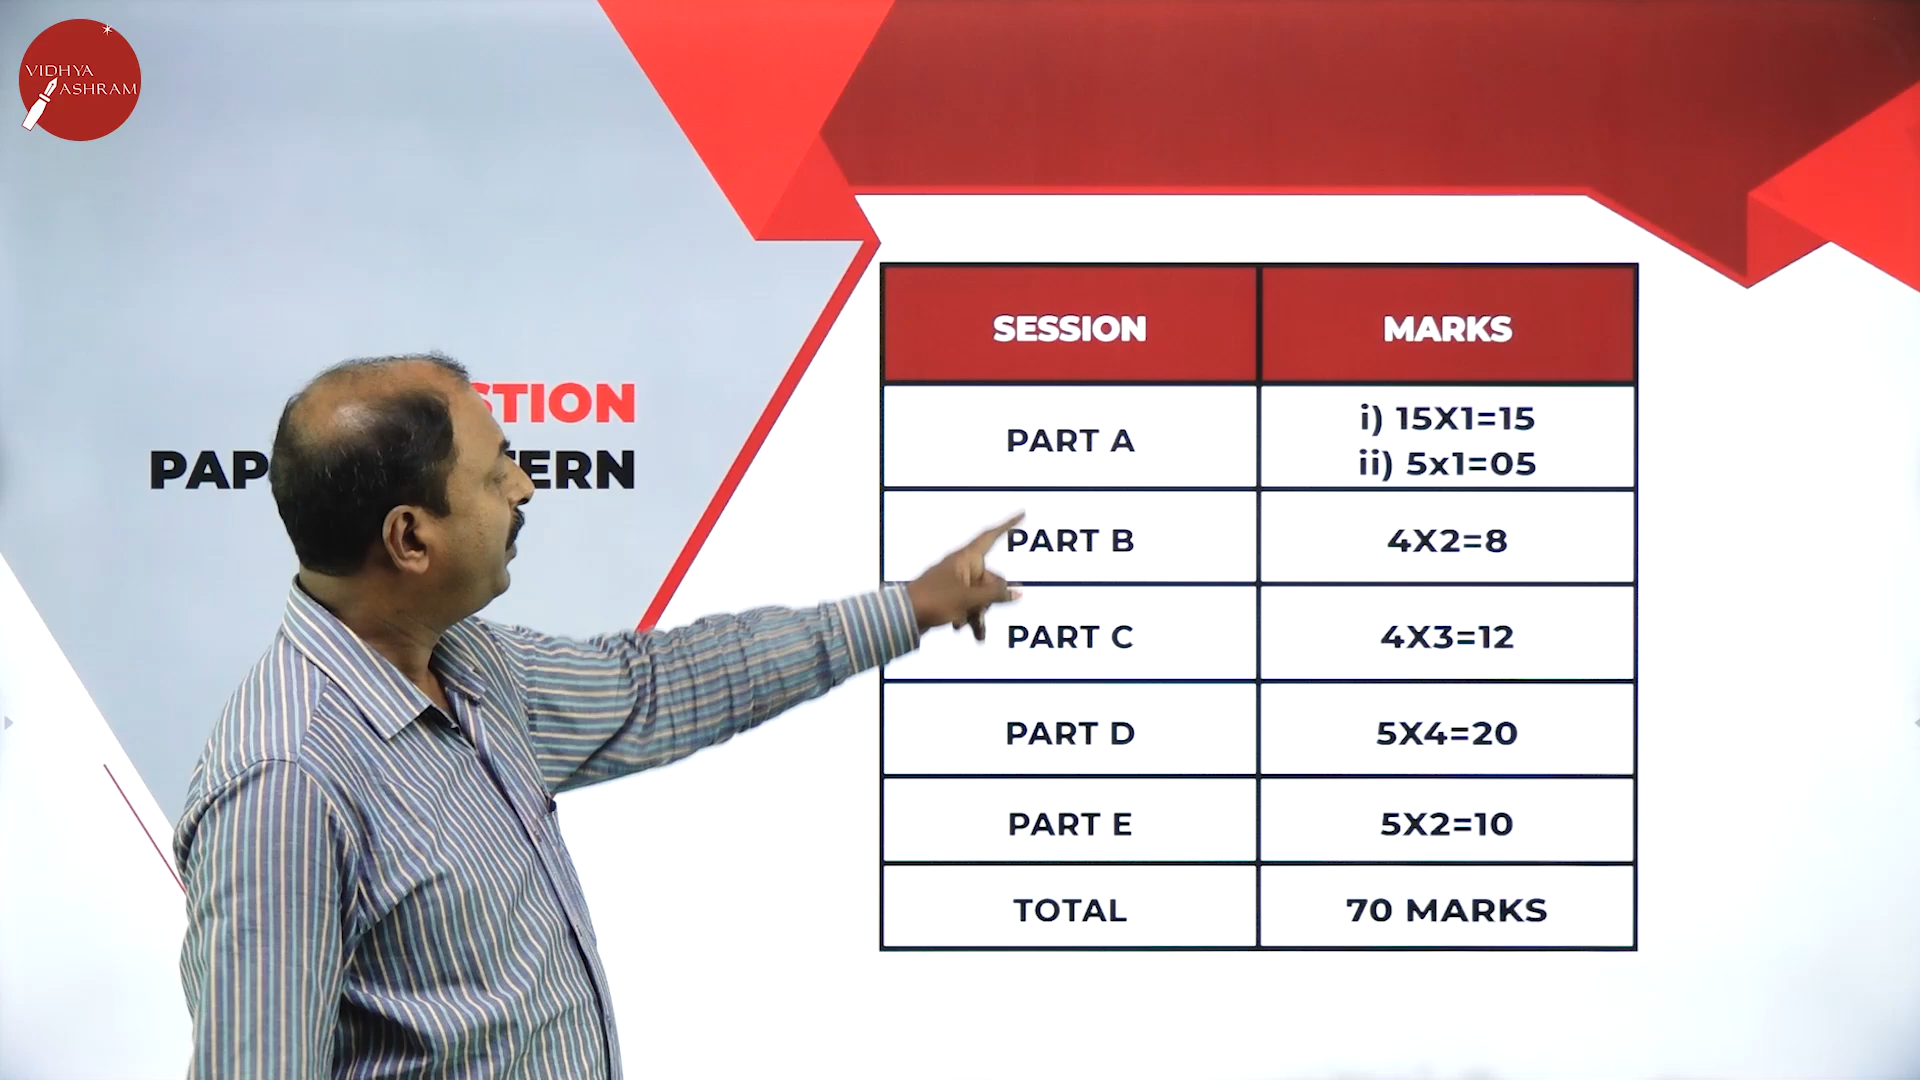 VIDHYA
ASHRAM
STION
PAP ERN
SESSION MARKS
PART A i) 15X1=15
ii) 5x1=05
PART B 4X2=8
PART C 4X3=12
PART D 5X4=20
PART E 5X2=10
TOTAL 70 MARKS